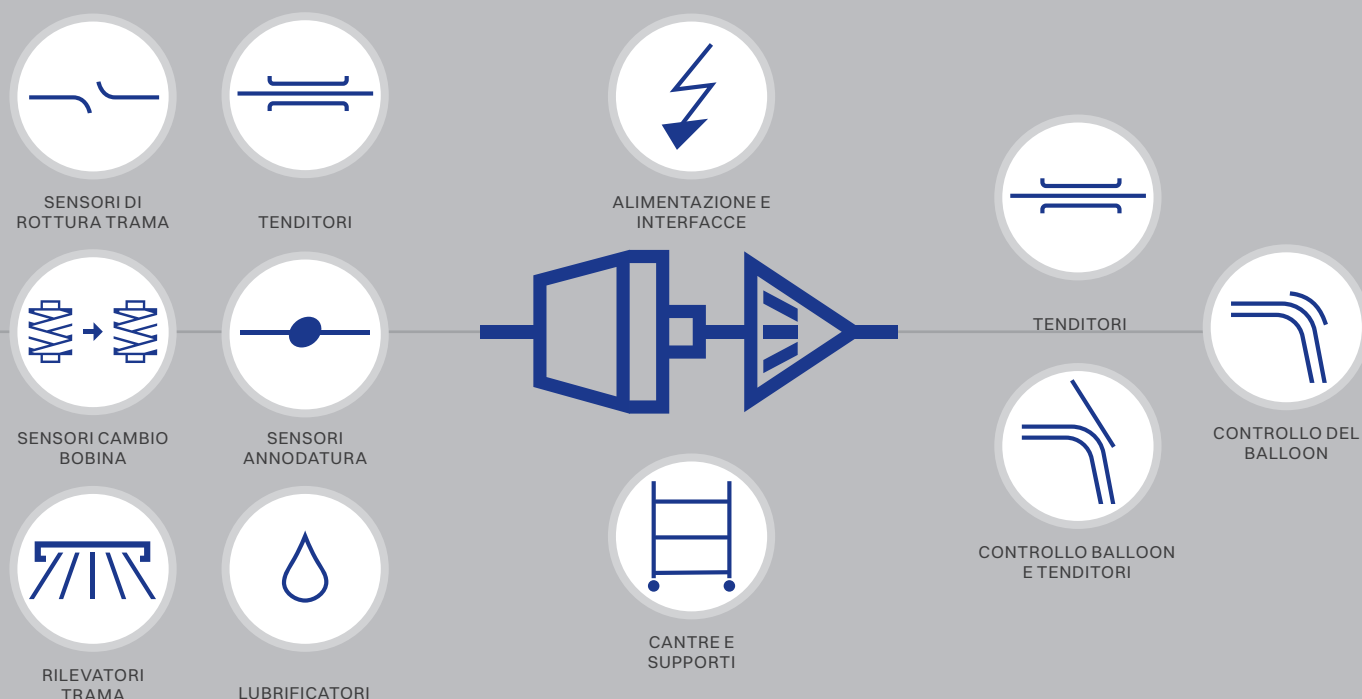 SENSORI DI
ROTTURA TRAMA
TENDITORI
ALIMENTAZIONE E
INTERFACCE
TENDITORI
SENSORI CAMBIO
BOBINA
SENSORI
ANNODATURA
CONTROLLO DEL
BALLOON
CONTROLLO BALLOON
E TENDITORI
CANTRE E
SUPPORTI
RILEVATORI
TRAMA
LUBRIFICATORI